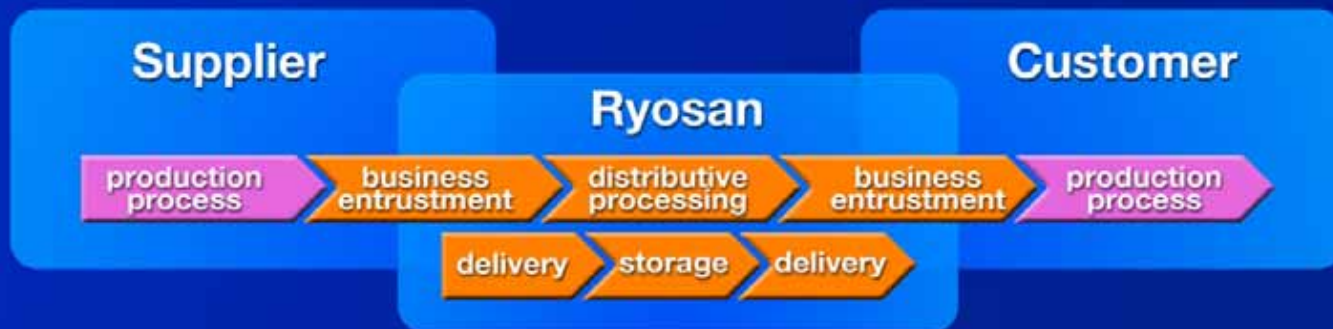 Supplier
Customer
Ryosan
production
process
business
entrustment
distributive
processing
business
entrustment
production
process
delivery
storage
delivery